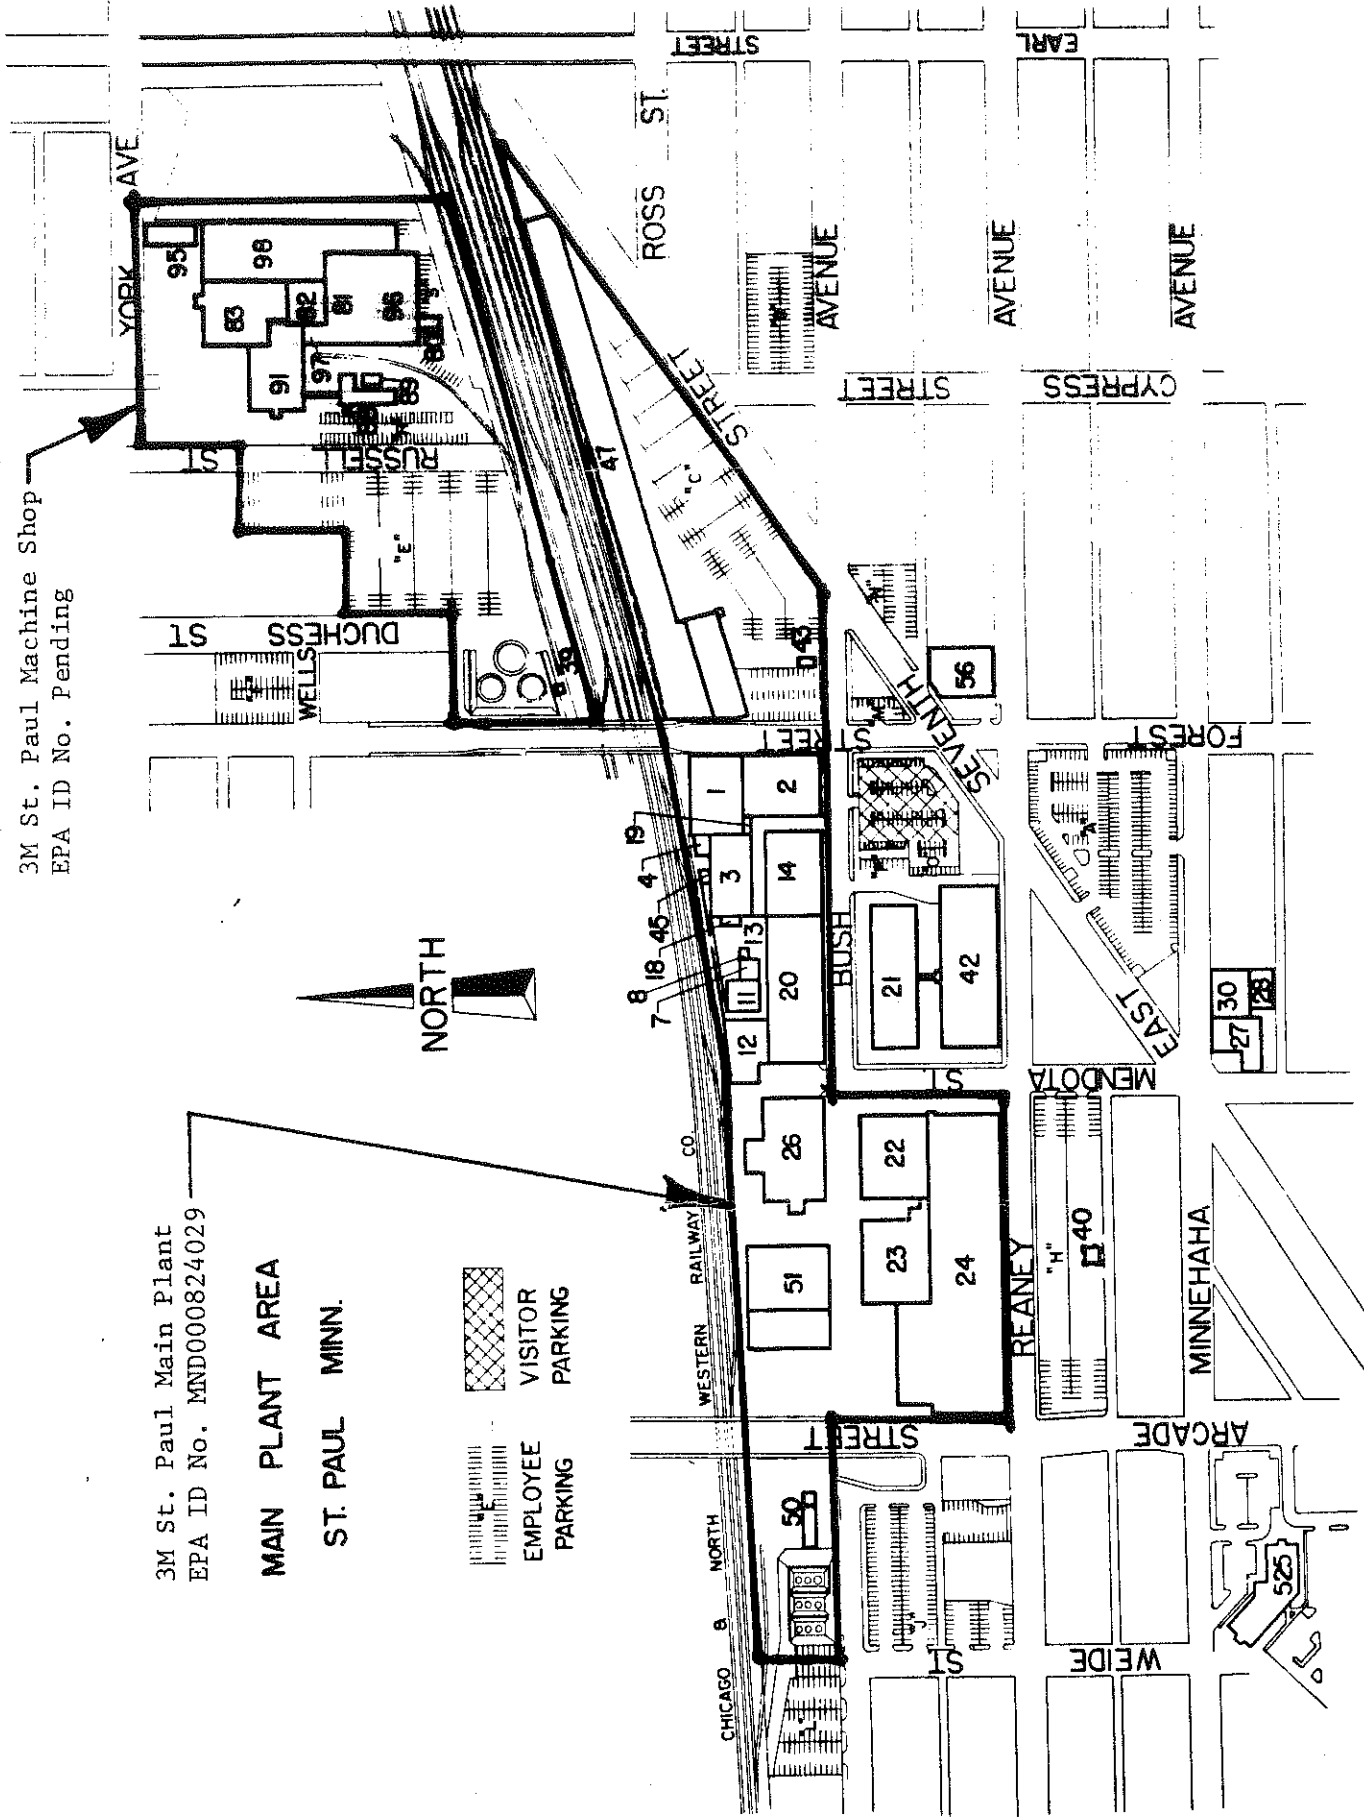 3M St. Paul Machine Shop
EPA ID No. Pending
3M St. Paul Main Plant
EPA ID No. MND000824029
MAIN PLANT AREA
ST. PAUL MINN.
"E"
EMPLOYEE
PARKING
VISITOR
PARKING
NORTH
YORK AVE
95
98
83
82
81
96
91
97
89
RUSSEL ST
"E"
DUCHESS ST
WELLS
39
47
"C"
43
STREET
EARL STREET
ROSS ST.
CHICAGO & NORTH WESTERN RAILWAY CO.
19
4
45
18
8
7
1
2
3
14
13
11
12
20
26
51
50
BUSH AVENUE
21
42
22
23
24
56
"N"
"M"
SEVENTH
FOREST STREET
CYPRESS STREET
REANEY AVENUE
MENDOTA ST
EAST
"A"
"H"
40
30
28
27
MINNEHAHA AVENUE
ARCADE STREET
"J"
"L"
WEIDE ST
525